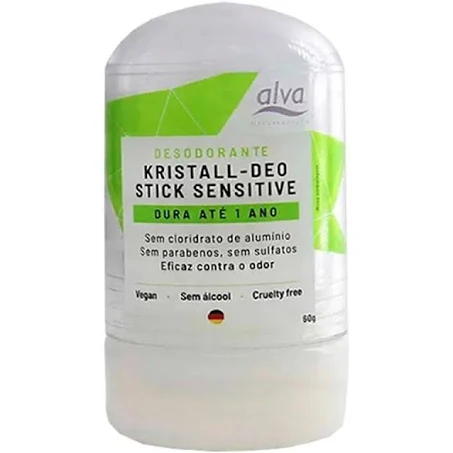 alva
DESODORANTE
KRISTALL-DEO
STICK SENSITIVE
DURA ATÉ 1 ANO
Sem cloridrato de alumínio
Sem parabenos, sem sulfatos
Eficaz contra o odor
Vegan · Sem álcool · Cruelty free
60g